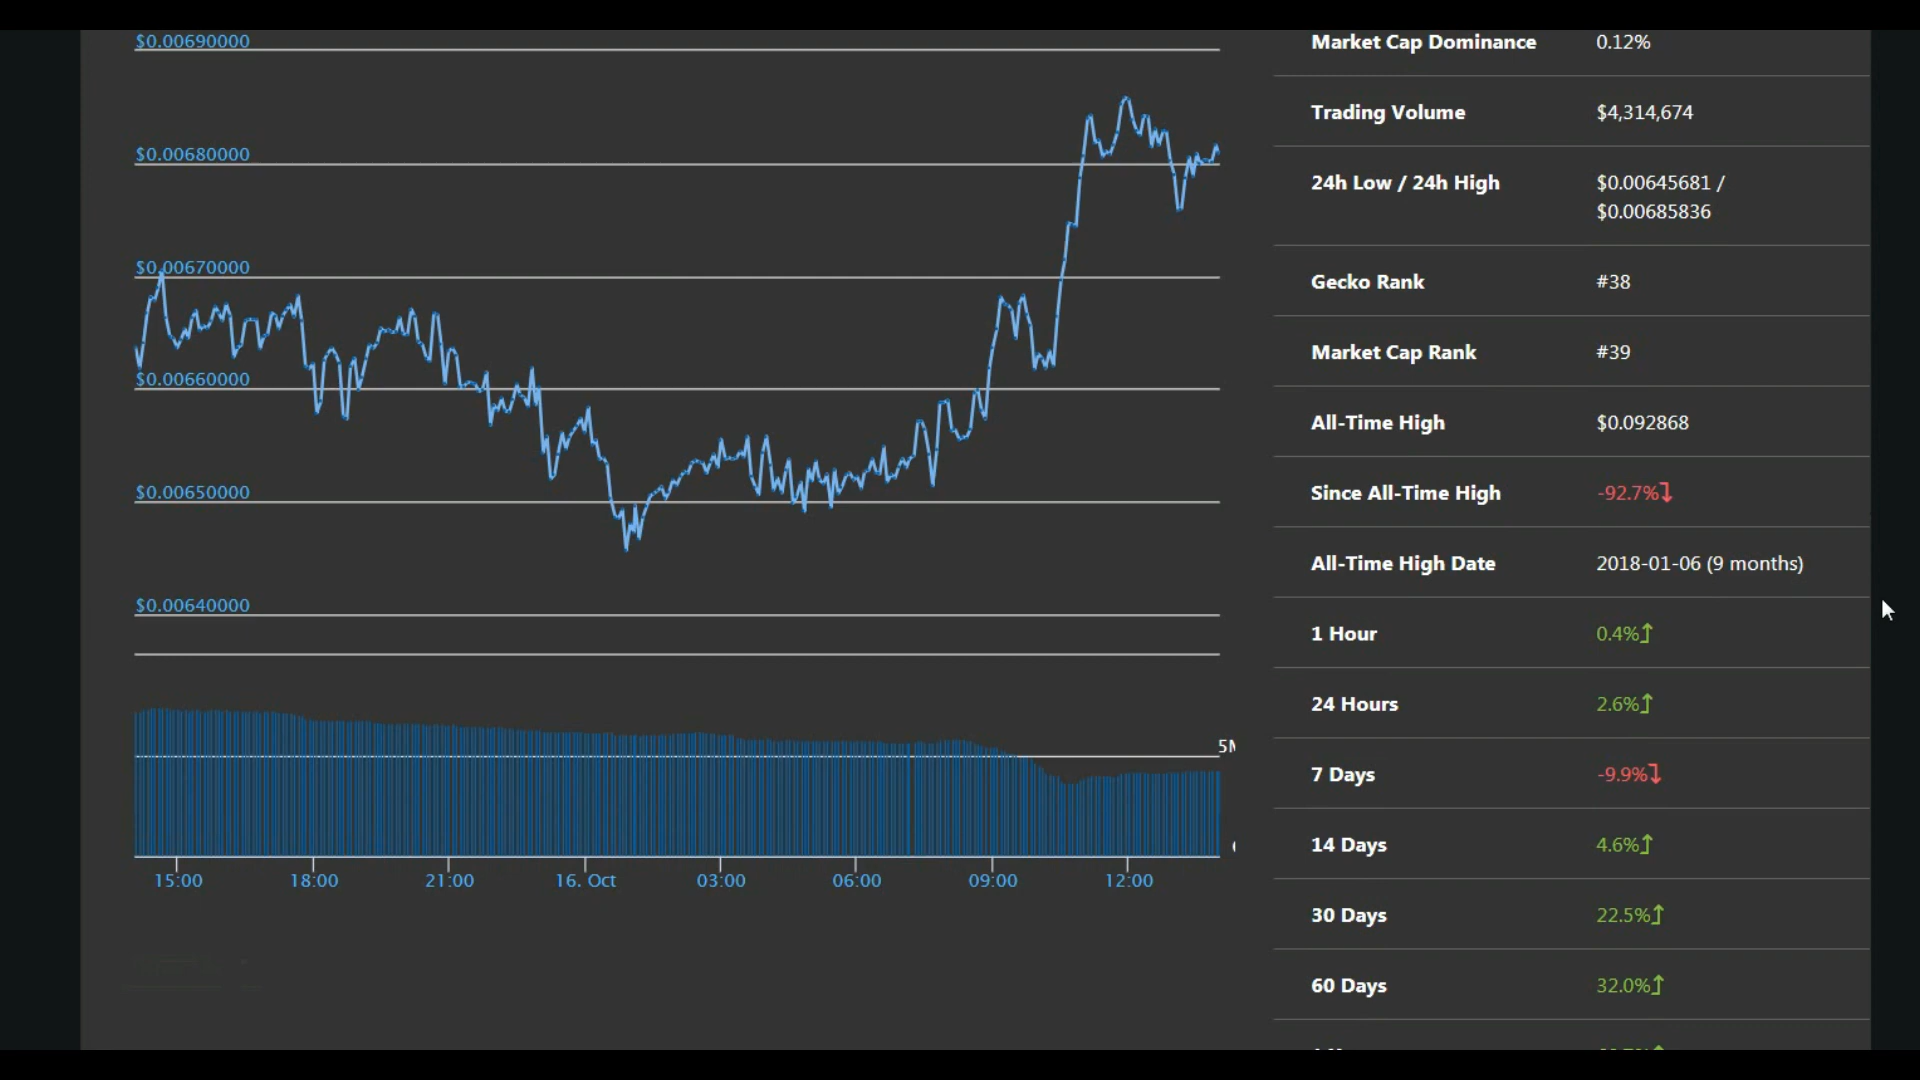 $0.00690000
$0.00680000
$0.00670000
$0.00660000
$0.00650000
$0.00640000
5M
15:00 18:00 21:00 16. Oct 03:00 06:00 09:00 12:00
Market Cap Dominance 0.12%
Trading Volume $4,314,674
24h Low / 24h High $0.00645681 /
$0.00685836
Gecko Rank #38
Market Cap Rank #39
All-Time High $0.092868
Since All-Time High -92.7%
All-Time High Date 2018-01-06 (9 months)
1 Hour 0.4%
24 Hours 2.6%
7 Days -9.9%
14 Days 4.6%
30 Days 22.5%
60 Days 32.0%